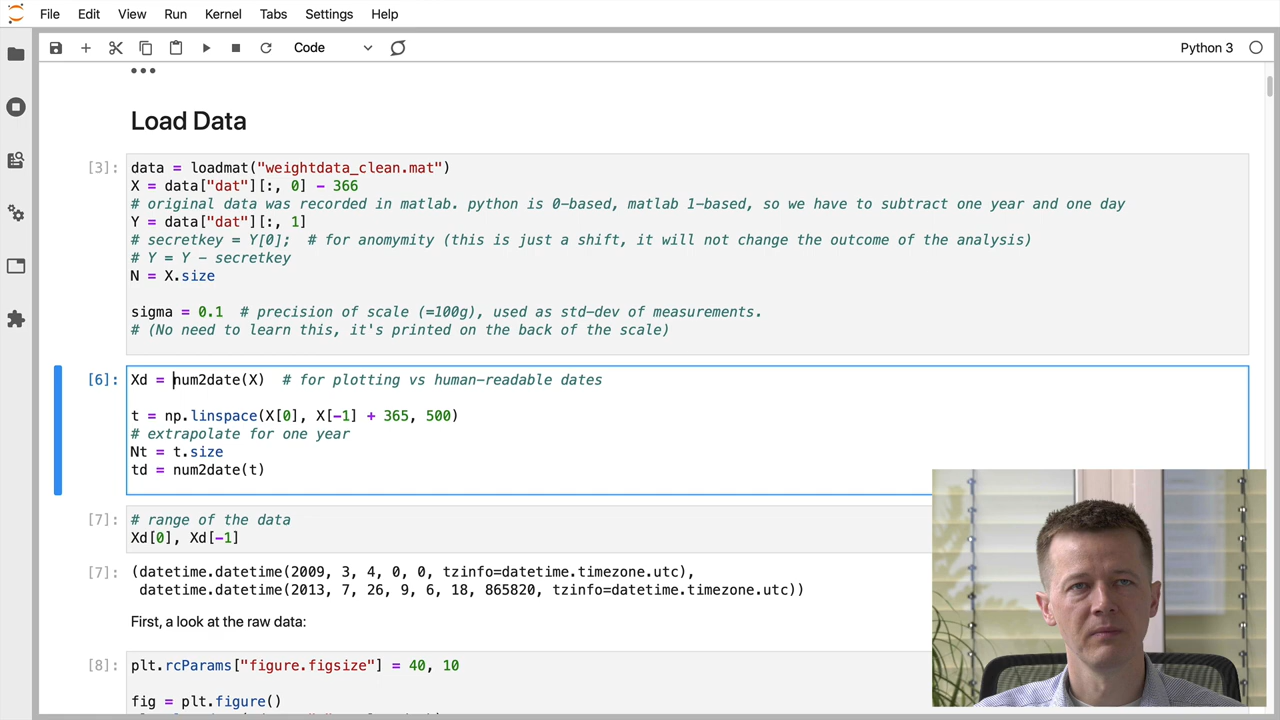 File Edit View Run Kernel Tabs Settings Help
Code
Python 3
Load Data
[3]:
data = loadmat("weightdata_clean.mat")
X = data["dat"][:, 0] - 366
# original data was recorded in matlab. python is 0-based, matlab 1-based, so we have to subtract one year and one day
Y = data["dat"][:, 1]
# secretkey = Y[0];  # for anomymity (this is just a shift, it will not change the outcome of the analysis)
# Y = Y - secretkey
N = X.size
sigma = 0.1  # precision of scale (=100g), used as std-dev of measurements.
# (No need to learn this, it's printed on the back of the scale)
[6]:
Xd = num2date(X)  # for plotting vs human-readable dates
t = np.linspace(X[0], X[-1] + 365, 500)
# extrapolate for one year
Nt = t.size
td = num2date(t)
[7]:
# range of the data
Xd[0], Xd[-1]
[7]:
(datetime.datetime(2009, 3, 4, 0, 0, tzinfo=datetime.timezone.utc),
datetime.datetime(2013, 7, 26, 9, 6, 18, 865820, tzinfo=datetime.timezone.utc))
First, a look at the raw data:
[8]:
plt.rcParams["figure.figsize"] = 40, 10
fig = plt.figure()